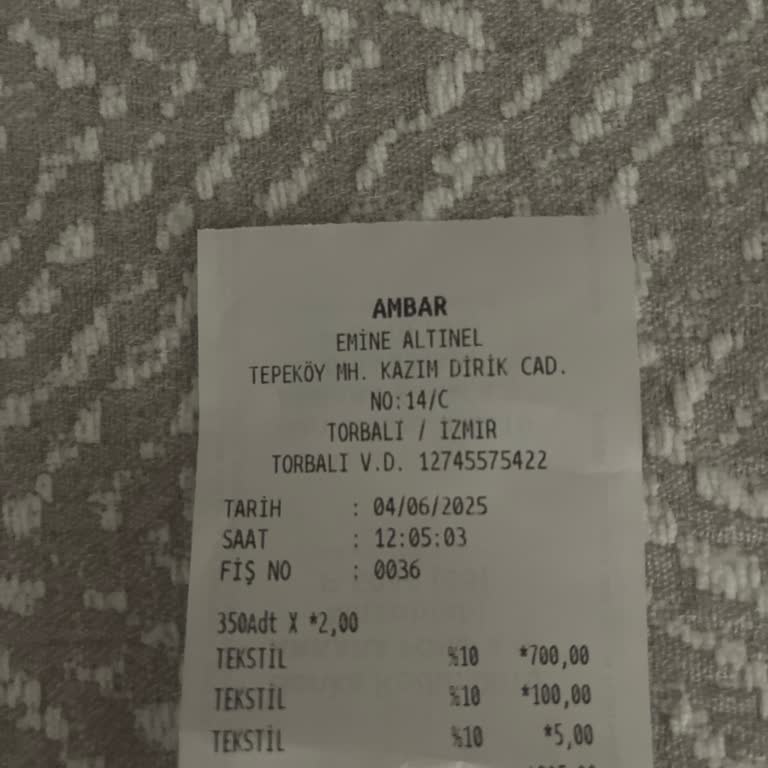 AMBAR
EMİNE ALTINEL
TEPEKÖY MH. KAZIM DİRİK CAD.
NO:14/C
TORBALI / İZMIR
TORBALI V.D. 12745575422
TARİH : 04/06/2025
SAAT : 12:05:03
FİŞ NO : 0036
350Adt X *2,00
TEKSTİL %10 *700,00
TEKSTİL %10 *100,00
TEKSTİL %10 *5,00